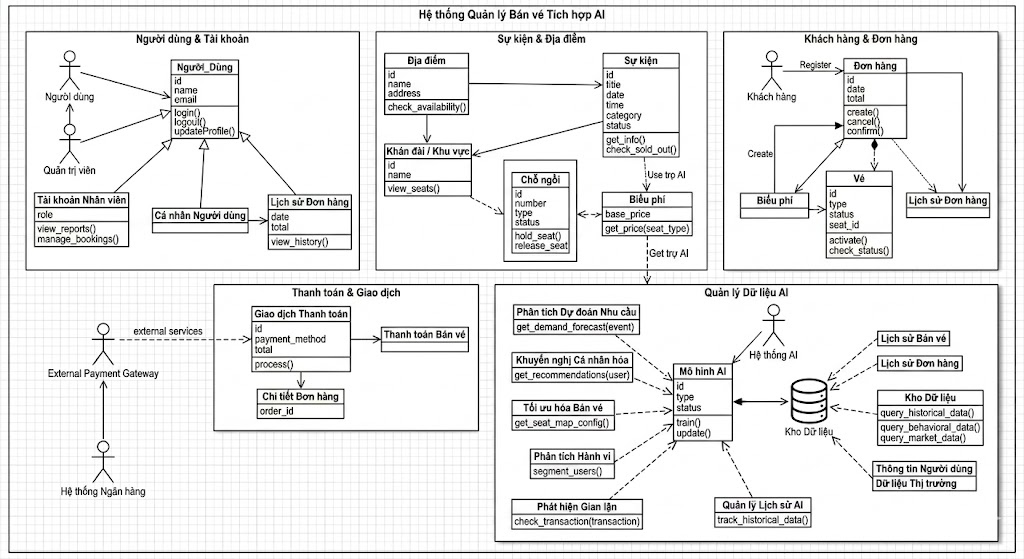 Hệ thống Quản lý Bán vé Tích hợp AI
Người dùng & Tài khoản
Người dùng
Quản trị viên
Người_Dùng
id
name
email
login()
logout()
updateProfile()
Tài khoản Nhân viên
role
view_reports()
manage_bookings()
Cá nhân Người dùng
Lịch sử Đơn hàng
date
total
view_history()
Sự kiện & Địa điểm
Địa điểm
id
name
address
check_availability()
Sự kiện
id
title
date
time
category
status
get_info()
check_sold_out()
Khán đài / Khu vực
id
name
view_seats()
Chỗ ngồi
id
number
type
status
hold_seat()
release_seat
Use trợ AI
Biểu phí
base_price
get_price(seat_type)
Get trợ AI
Khách hàng & Đơn hàng
Khách hàng
Register
Đơn hàng
id
date
total
create()
cancel()
confirm()
Create
Biểu phí
Vé
id
type
status
seat_id
activate()
check_status()
Lịch sử Đơn hàng
external services
External Payment Gateway
Hệ thống Ngân hàng
Thanh toán & Giao dịch
Giao dịch Thanh toán
id
payment_method
total
process()
Thanh toán Bán vé
Chi tiết Đơn hàng
order_id
Quản lý Dữ liệu AI
Phân tích Dự đoán Nhu cầu
get_demand_forecast(event)
Khuyến nghị Cá nhân hóa
get_recommendations(user)
Tối ưu hóa Bán vé
get_seat_map_config()
Phân tích Hành vi
segment_users()
Phát hiện Gian lận
check_transaction(transaction)
Hệ thống AI
Mô hình AI
id
type
status
train()
update()
Quản lý Lịch sử AI
track_historical_data()
Kho Dữ liệu
Lịch sử Bán vé
Lịch sử Đơn hàng
Kho Dữ liệu
query_historical_data()
query_behavioral_data()
query_market_data()
Thông tin Người dùng
Dữ liệu Thị trường